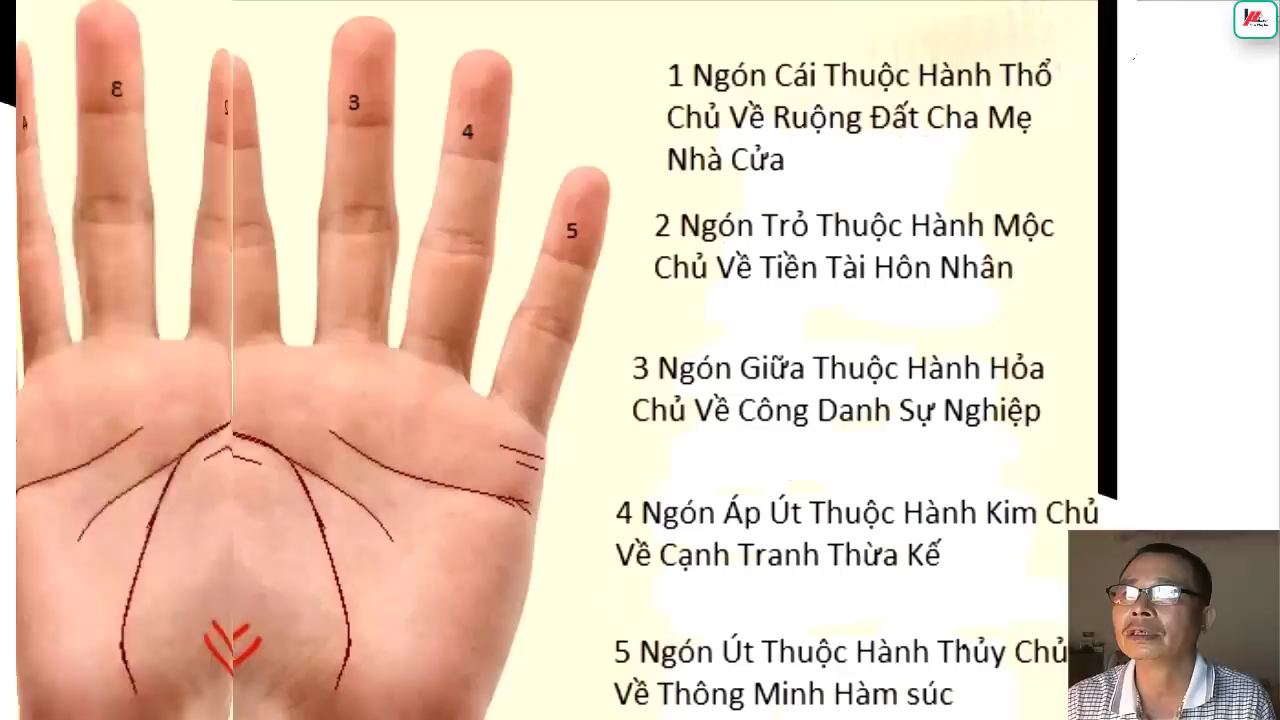 8
3
4
5
1 Ngón Cái Thuộc Hành Thổ
Chủ Về Ruộng Đất Cha Mẹ
Nhà Cửa
2 Ngón Trỏ Thuộc Hành Mộc
Chủ Về Tiền Tài Hôn Nhân
3 Ngón Giữa Thuộc Hành Hỏa
Chủ Về Công Danh Sự Nghiệp
4 Ngón Áp Út Thuộc Hành Kim Chủ
Về Cạnh Tranh Thừa Kế
5 Ngón Út Thuộc Hành Thủy Chủ
Về Thông Minh Hàm súc